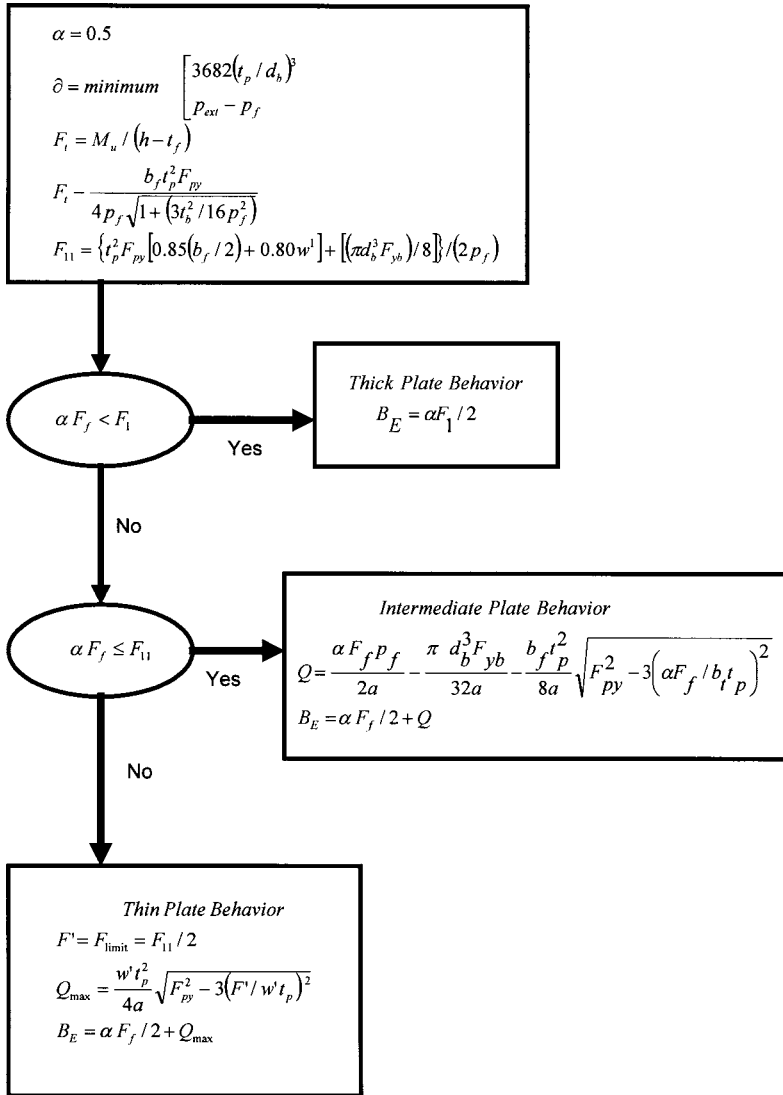 α = 0.5
∂ = minimum [ 3682(t_p / d_b)^3
p_ext − p_f
F_t = M_u / (h − t_f)
F_t − b_f t_p^2 F_py / 4 p_f √(1 + (3t_b^2 / 16 p_f^2))
F_11 = {t_p^2 F_py [0.85(b_f / 2) + 0.80 w^1] + [(π d_b^3 F_yb) / 8]} / (2 p_f)
α F_f < F_1
Yes
Thick Plate Behavior
B_E = α F_1 / 2
No
α F_f ≤ F_11
Yes
Intermediate Plate Behavior
Q = α F_f p_f / 2a − π d_b^3 F_yb / 32a − b_f t_p^2 / 8a √(F_py^2 − 3(α F_f / b_t t_p)^2)
B_E = α F_f / 2 + Q
No
Thin Plate Behavior
F' = F_limit = F_11 / 2
Q_max = w' t_p^2 / 4a √(F_py^2 − 3(F' / w' t_p)^2)
B_E = α F_f / 2 + Q_max